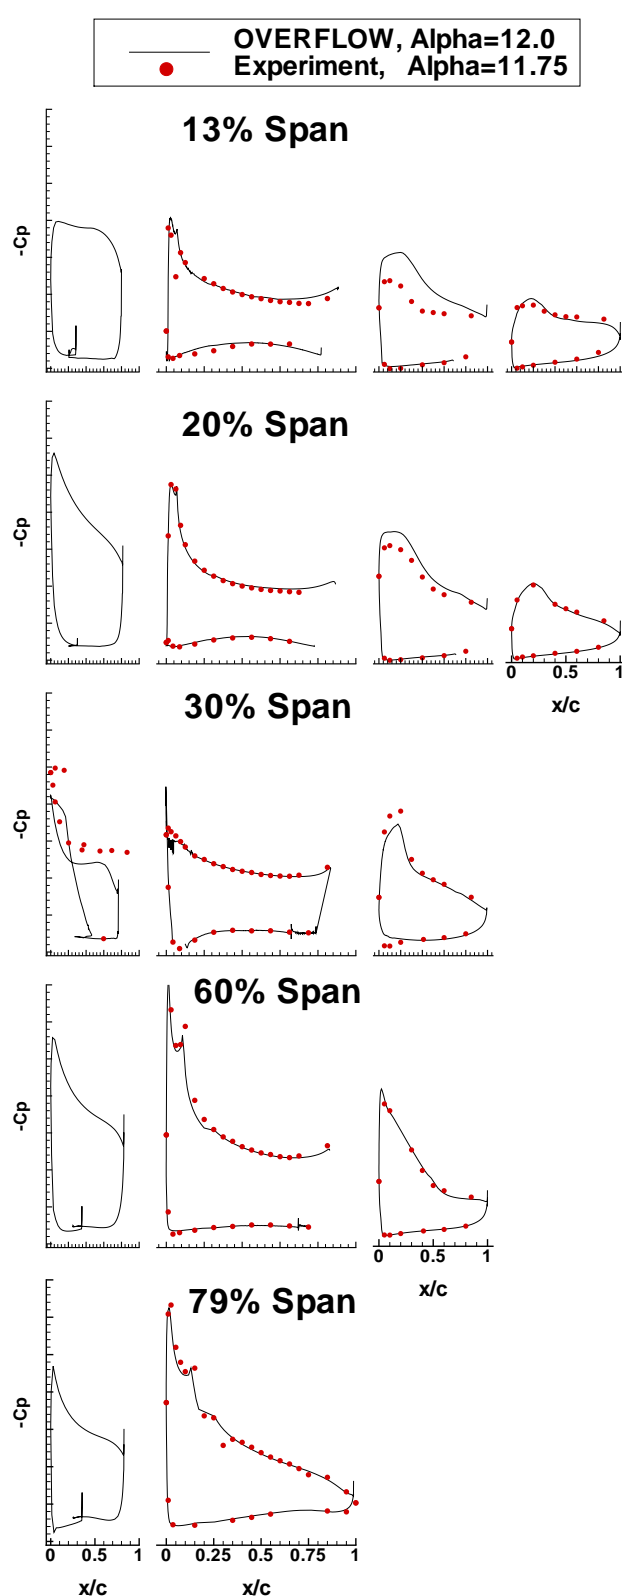 OVERFLOW, Alpha=12.0
Experiment, Alpha=11.75
13% Span
-Cp
20% Span
-Cp
0 0.5 1
x/c
30% Span
-Cp
60% Span
-Cp
0 0.5 1
x/c
79% Span
-Cp
0 0.5 1
0 0.25 0.5 0.75 1
x/c
x/c